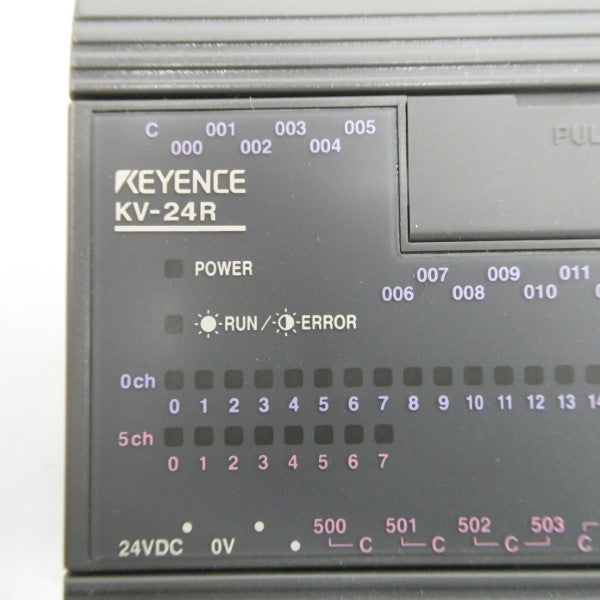 C 000 001 002 003 004 005
PUL
KEYENCE
KV-24R
POWER
006 007 008 009 010 011
RUN / ERROR
0ch
0 1 2 3 4 5 6 7 8 9 10 11 12 13 14
5ch
0 1 2 3 4 5 6 7
24VDC 0V 500 C 501 C 502 C 503 C